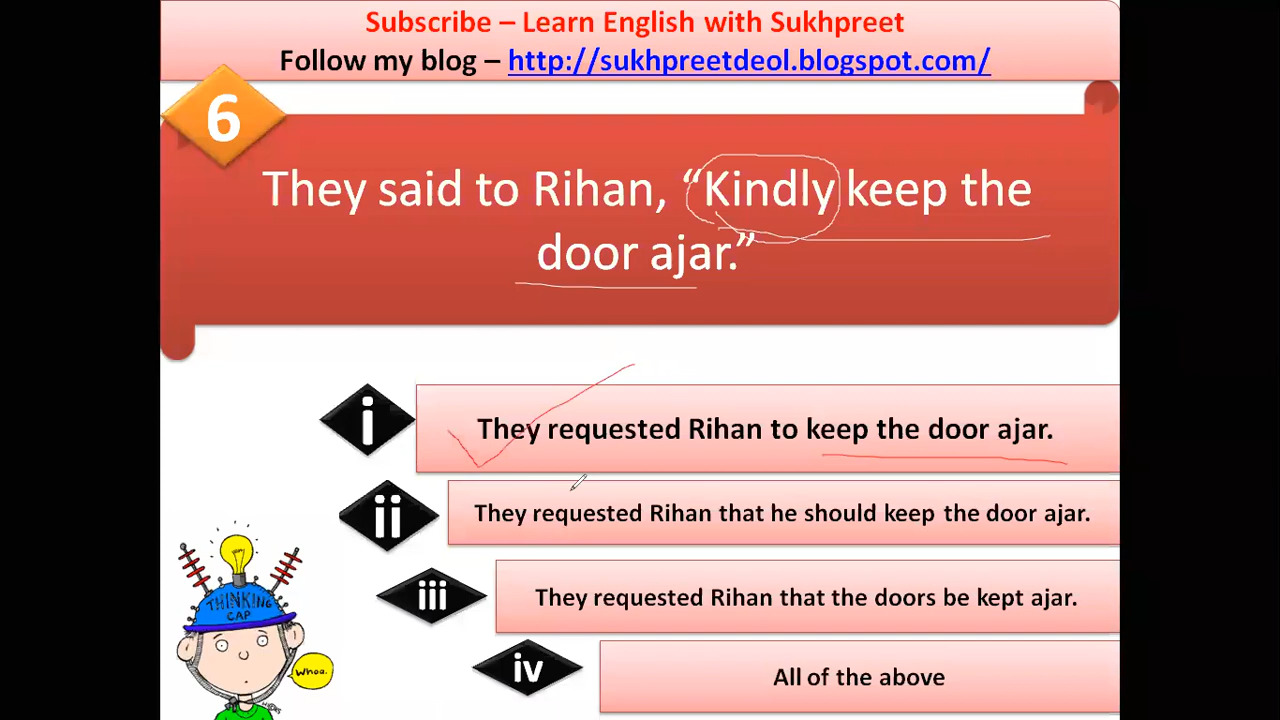 Subscribe – Learn English with Sukhpreet
Follow my blog – http://sukhpreetdeol.blogspot.com/
6
They said to Rihan, “Kindly keep the
door ajar.”
i
They requested Rihan to keep the door ajar.
ii
They requested Rihan that he should keep the door ajar.
iii
They requested Rihan that the doors be kept ajar.
iv
All of the above
THINKING
CAP
Whoa.